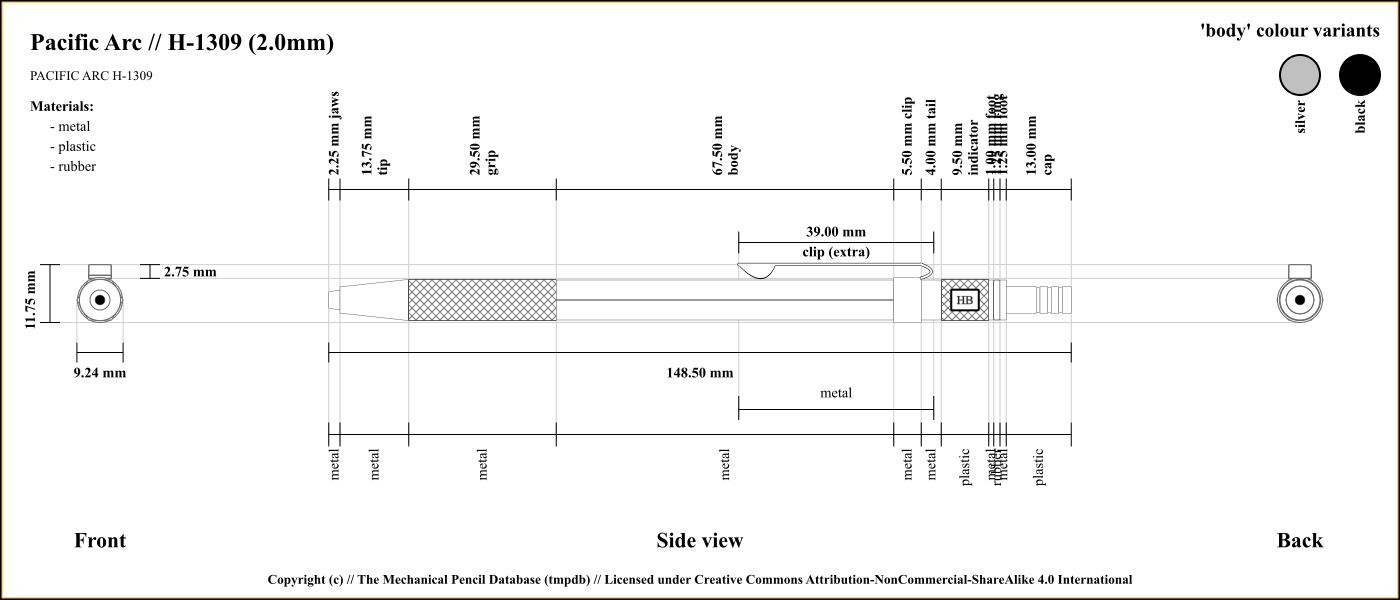 Pacific Arc // H-1309 (2.0mm)
'body' colour variants
PACIFIC ARC H-1309
Materials:
- metal
- plastic
- rubber
silver
black
2.25 mm jaws
13.75 mm
tip
29.50 mm
grip
67.50 mm
body
5.50 mm clip
4.00 mm tail
9.50 mm
indicator
1.25 mm foot
13.00 mm
cap
39.00 mm
clip (extra)
2.75 mm
11.75 mm
HB
9.24 mm
148.50 mm
metal
metal
metal
metal
metal
metal
metal
plastic
metal
rubber
metal
plastic
Front
Side view
Back
Copyright (c) // The Mechanical Pencil Database (tmpdb) // Licensed under Creative Commons Attribution-NonCommercial-ShareAlike 4.0 International